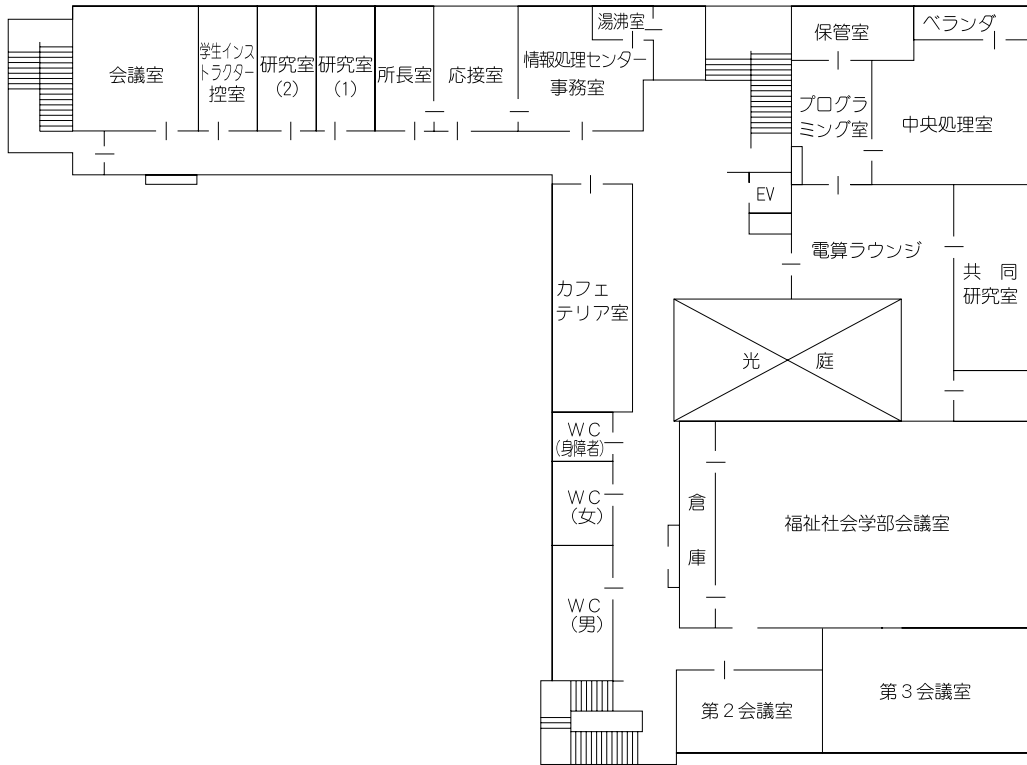 会議室
学生インス
トラクター
控室
研究室
(2)
研究室
(1)
所長室
応接室
湯沸室
情報処理センター
事務室
保管室
ベランダ
プログラ
ミング室
中央処理室
EV
電算ラウンジ
共 同
研究室
カフェ
テリア室
光 庭
WC
(身障者)
WC
(女)
倉
庫
福祉社会学部会議室
WC
(男)
第2会議室
第3会議室